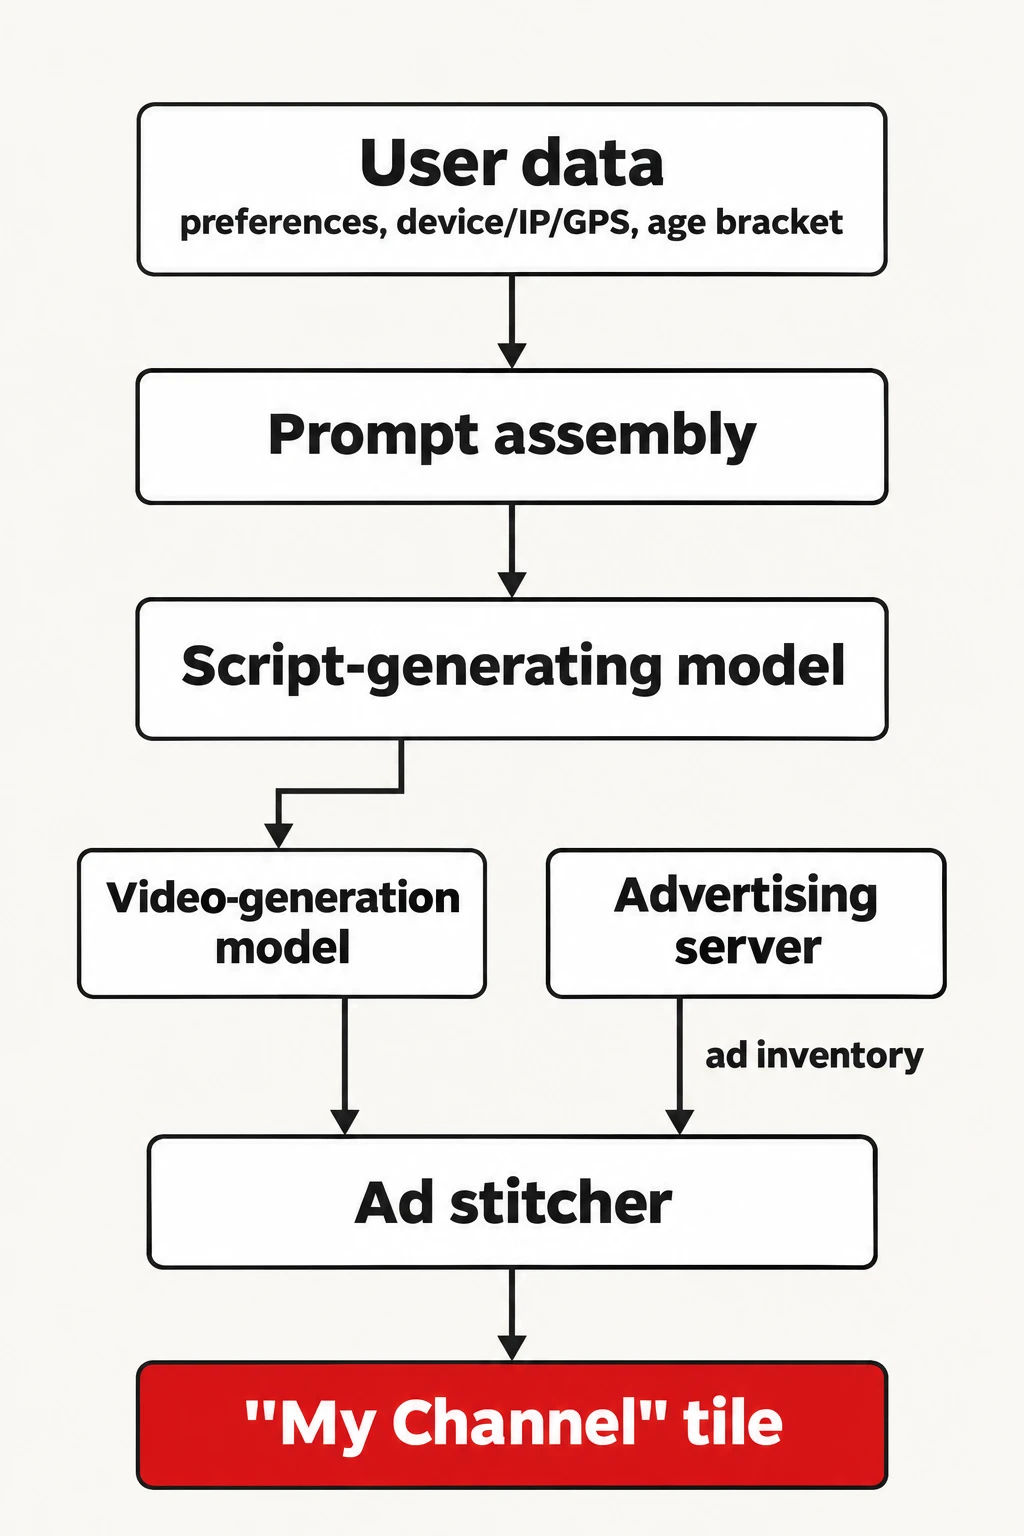 User data
preferences, device/IP/GPS, age bracket
Prompt assembly
Script-generating model
Video-generation
model
Advertising
server
ad inventory
Ad stitcher
"My Channel" tile